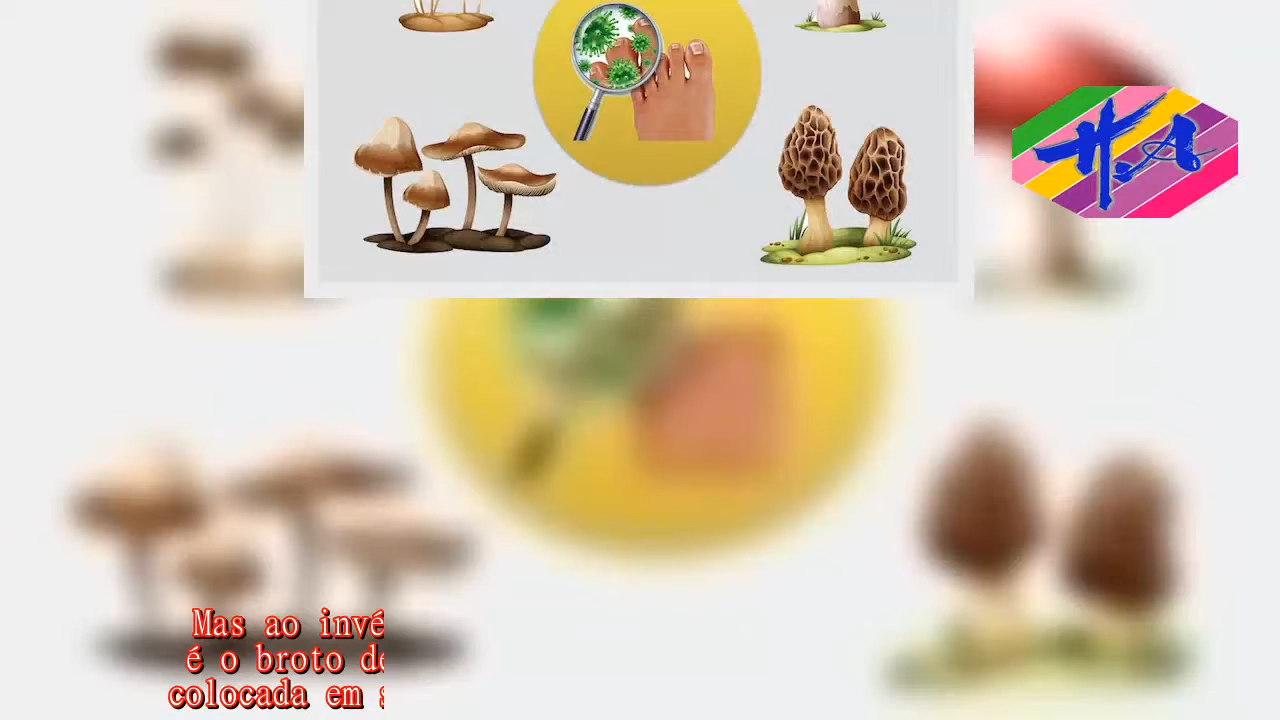 H.A
Mas ao invé
é o broto de
colocada em